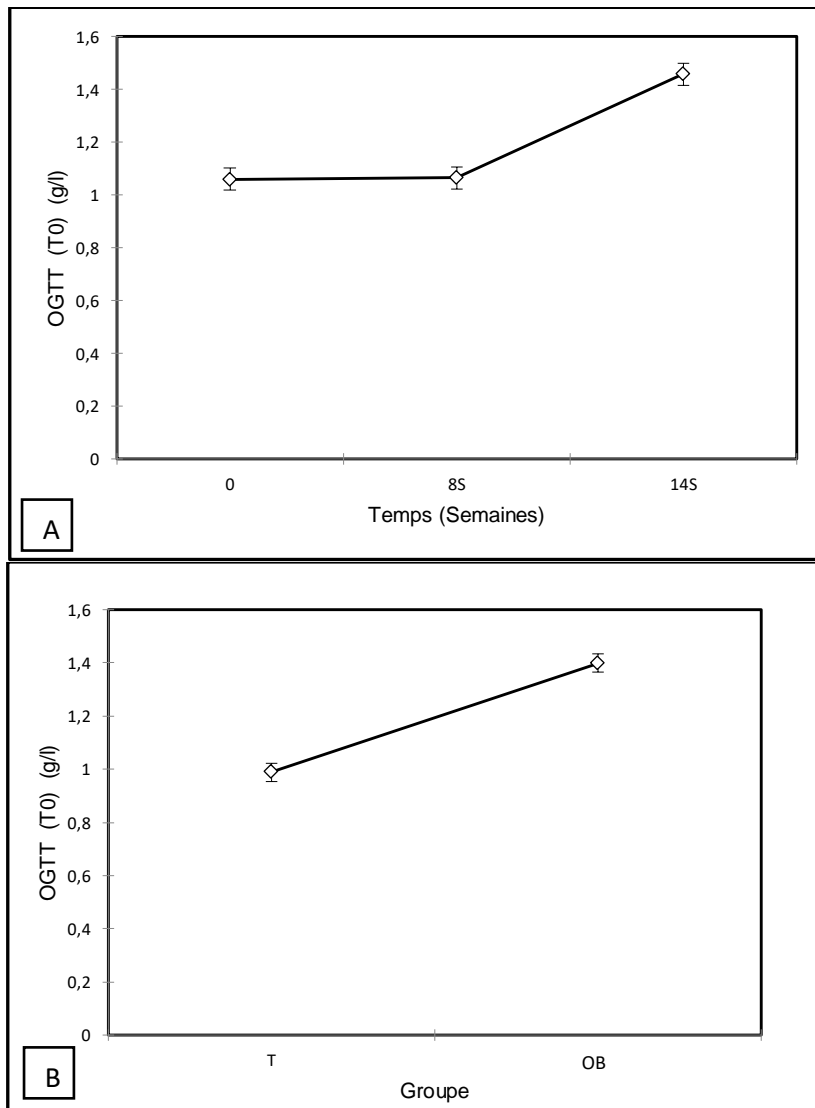 1,6
1,4
1,2
1
0,8
0,6
0,4
0,2
0
OGTT (T0) (g/l)
0 8S 14S
Temps (Semaines)
A
1,6
1,4
1,2
1
0,8
0,6
0,4
0,2
0
OGTT (T0) (g/l)
T OB
Groupe
B